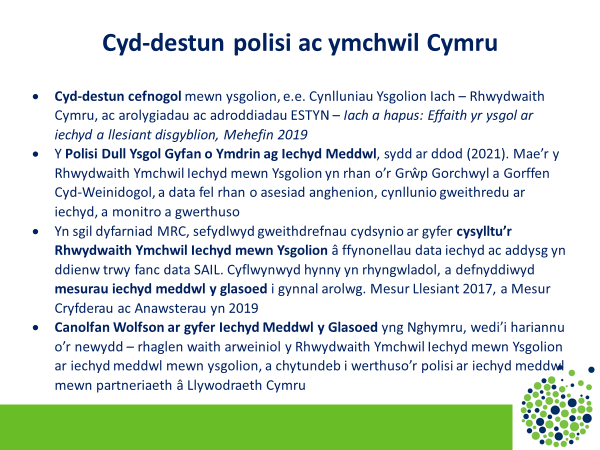 Cyd-destun polisi ac ymchwil Cymru
• Cyd-destun cefnogol mewn ysgolion, e.e. Cynlluniau Ysgolion Iach – Rhwydwaith
Cymru, ac arolygiadau ac adroddiadau ESTYN – Iach a hapus: Effaith yr ysgol ar
iechyd a llesiant disgyblion, Mehefin 2019
• Y Polisi Dull Ysgol Gyfan o Ymdrin ag Iechyd Meddwl, sydd ar ddod (2021). Mae’r y
Rhwydwaith Ymchwil Iechyd mewn Ysgolion yn rhan o’r Grŵp Gorchwyl a Gorffen
Cyd-Weinidogol, a data fel rhan o asesiad anghenion, cynllunio gweithredu ar
iechyd, a monitro a gwerthuso
• Yn sgil dyfarniad MRC, sefydlwyd gweithdrefnau cydsynio ar gyfer cysylltu’r
Rhwydwaith Ymchwil Iechyd mewn Ysgolion â ffynonellau data iechyd ac addysg yn
ddienw trwy fanc data SAIL. Cyflwynwyd hynny yn rhyngwladol, a defnyddiwyd
mesurau iechyd meddwl y glasoed i gynnal arolwg. Mesur Llesiant 2017, a Mesur
Cryfderau ac Anawsterau yn 2019
• Canolfan Wolfson ar gyfer Iechyd Meddwl y Glasoed yng Nghymru, wedi’i hariannu
o’r newydd – rhaglen waith arweiniol y Rhwydwaith Ymchwil Iechyd mewn Ysgolion
ar iechyd meddwl mewn ysgolion, a chytundeb i werthuso’r polisi ar iechyd meddwl
mewn partneriaeth â Llywodraeth Cymru